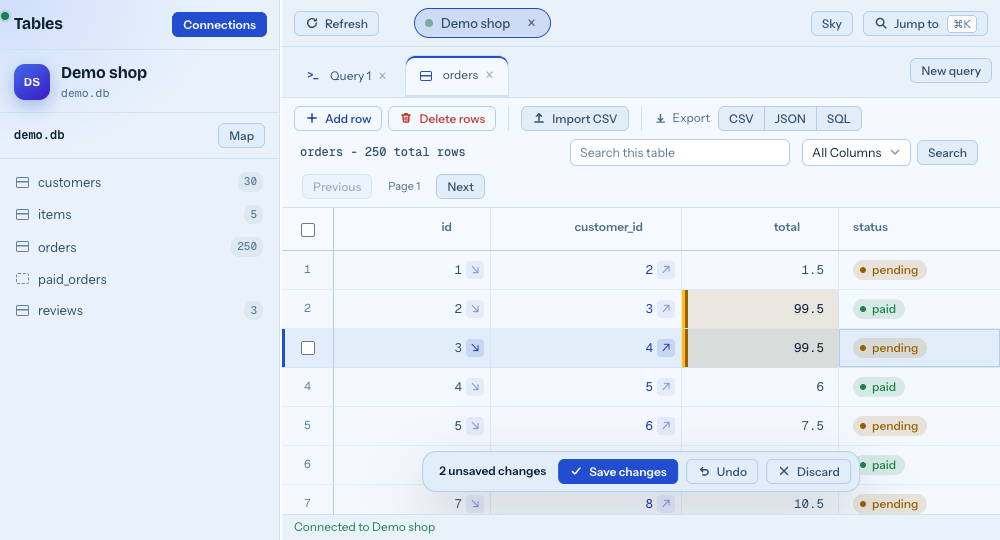 Tables
Connections
Refresh
Demo shop ×
Sky
Jump to ⌘K
DS
Demo shop
demo.db
>_ Query 1 ×
orders ×
New query
demo.db
Map
Add row
Delete rows
Import CSV
Export
CSV
JSON
SQL
customers 30
items 5
orders 250
paid_orders
reviews 3
orders - 250 total rows
Search this table
All Columns
Search
Previous
Page 1
Next
id customer_id total status
1 1 2 1.5 pending
2 2 3 99.5 paid
3 4 99.5 pending
4 4 5 6 paid
5 5 6 7.5 pending
6 paid
2 unsaved changes
Save changes
Undo
Discard
7 7 8 10.5 pending
Connected to Demo shop